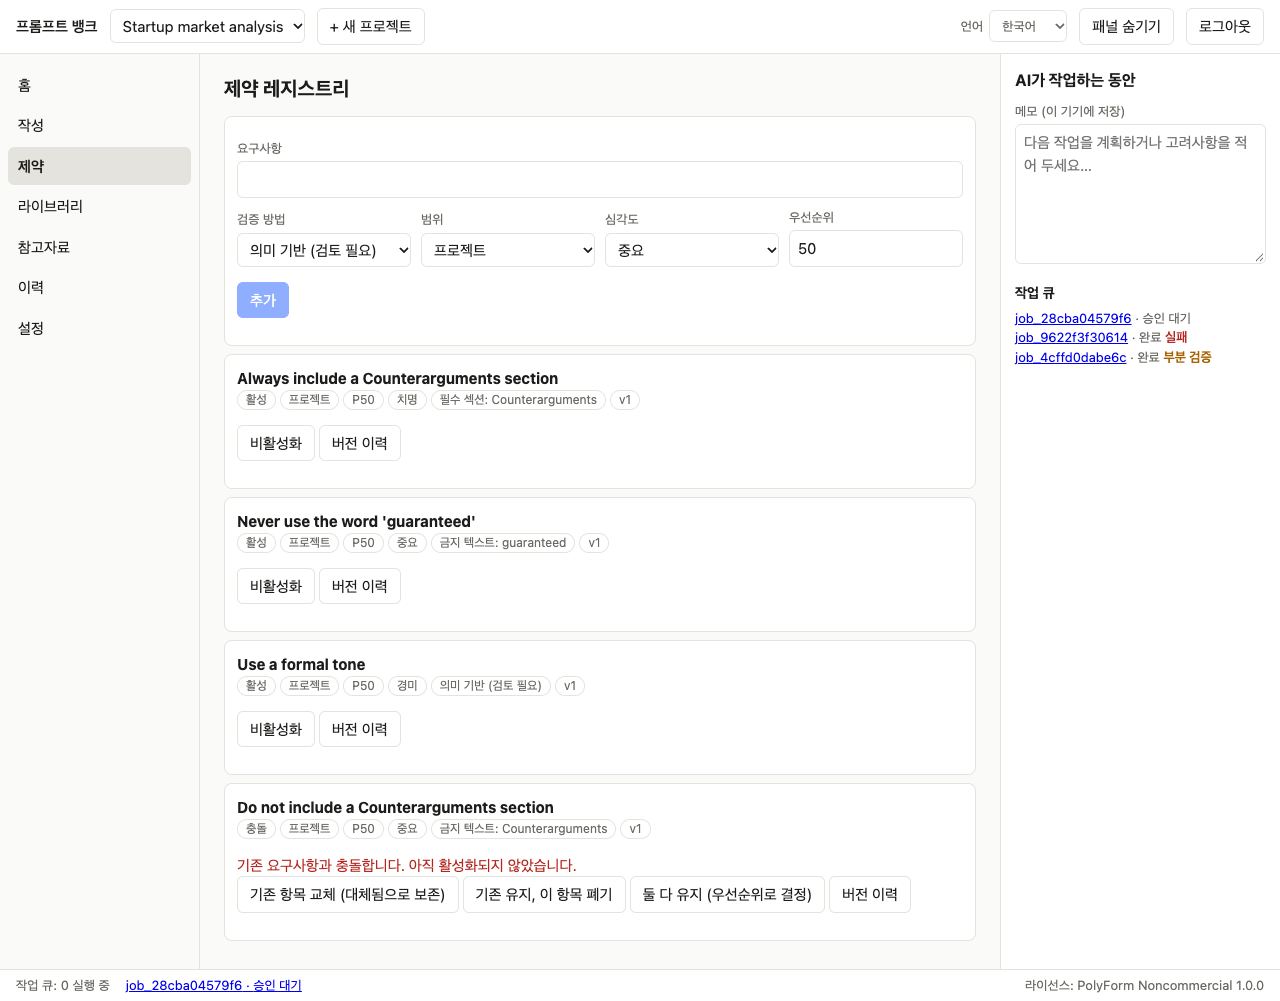 프롬프트 뱅크
Startup market analysis
+ 새 프로젝트
언어
한국어
패널 숨기기
로그아웃
홈
작성
제약
라이브러리
참고자료
이력
설정
제약 레지스트리
요구사항
검증 방법
범위
심각도
우선순위
의미 기반 (검토 필요)
프로젝트
중요
50
추가
Always include a Counterarguments section
활성 프로젝트 P50 치명 필수 섹션: Counterarguments v1
비활성화 버전 이력
Never use the word 'guaranteed'
활성 프로젝트 P50 중요 금지 텍스트: guaranteed v1
비활성화 버전 이력
Use a formal tone
활성 프로젝트 P50 경미 의미 기반 (검토 필요) v1
비활성화 버전 이력
Do not include a Counterarguments section
충돌 프로젝트 P50 중요 금지 텍스트: Counterarguments v1
기존 요구사항과 충돌합니다. 아직 활성화되지 않았습니다.
기존 항목 교체 (대체됨으로 보존) 기존 유지, 이 항목 폐기 둘 다 유지 (우선순위로 결정) 버전 이력
AI가 작업하는 동안
메모 (이 기기에 저장)
다음 작업을 계획하거나 고려사항을 적
어 두세요...
작업 큐
job_28cba04579f6 · 승인 대기
job_9622f3f30614 · 완료 실패
job_4cffd0dabe6c · 완료 부분 검증
작업 큐: 0 실행 중
job_28cba04579f6 · 승인 대기
라이선스: PolyForm Noncommercial 1.0.0